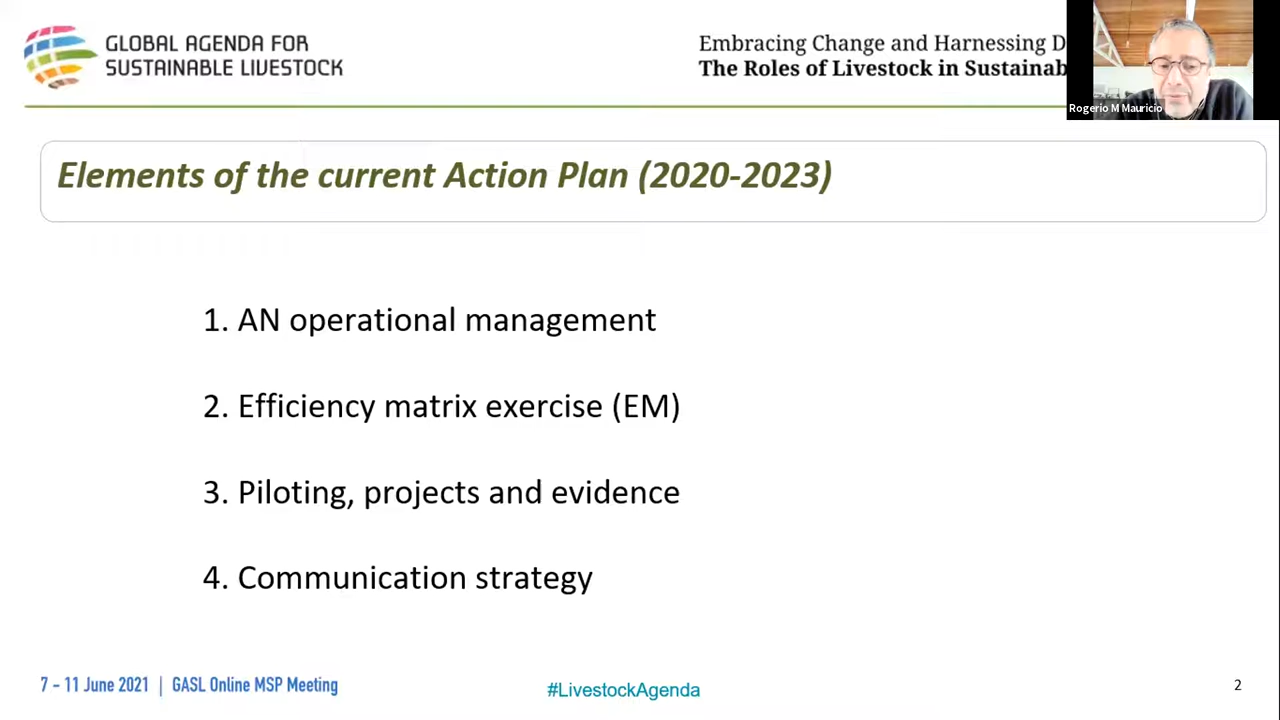 GLOBAL AGENDA FOR
SUSTAINABLE LIVESTOCK
Embracing Change and Harnessing D
The Roles of Livestock in Sustainab
Rogerio M Mauricio
Elements of the current Action Plan (2020-2023)
1. AN operational management
2. Efficiency matrix exercise (EM)
3. Piloting, projects and evidence
4. Communication strategy
7 – 11 June 2021 | GASL Online MSP Meeting
#LivestockAgenda
2